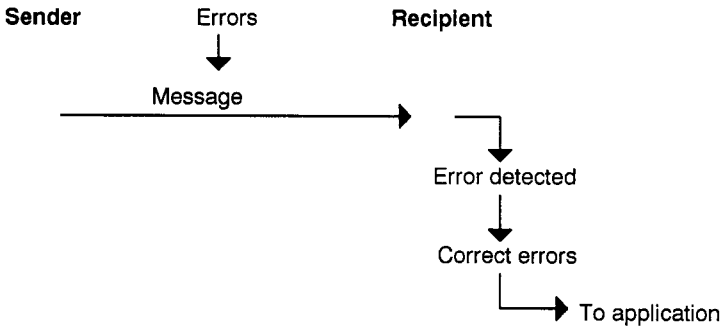 Sender Errors Recipient
Message
Error detected
Correct errors
To application